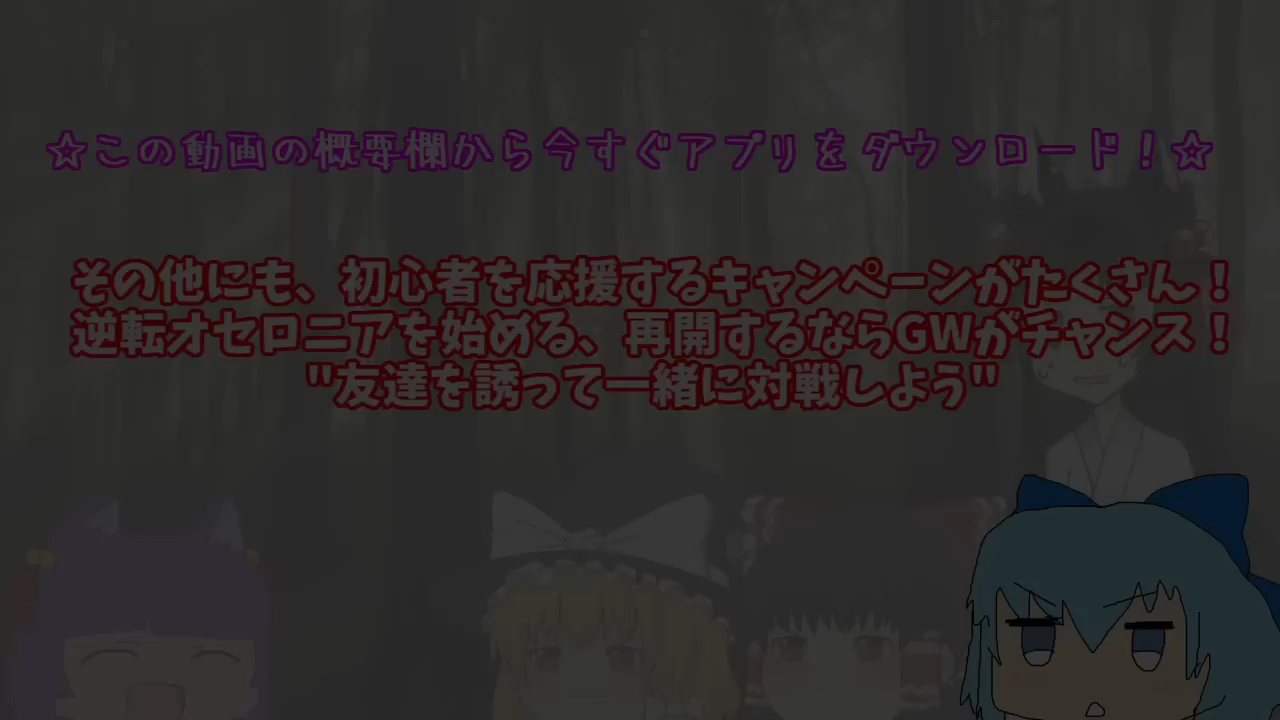 ☆この動画の概要欄から今すぐアプリをダウンロード！☆
その他にも、初心者を応援するキャンペーンがたくさん！
逆転オセロニアを始める、再開するならGWがチャンス！
"友達を誘って一緒に対戦しよう"